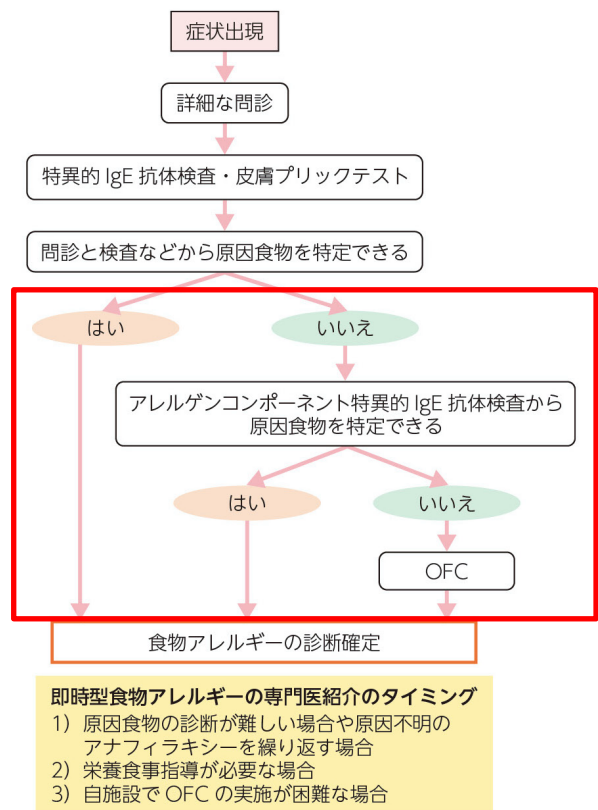 症状出現
詳細な問診
特異的 IgE 抗体検査・皮膚プリックテスト
問診と検査などから原因食物を特定できる
はい
いいえ
アレルゲンコンポーネント特異的 IgE 抗体検査から
原因食物を特定できる
はい
いいえ
OFC
食物アレルギーの診断確定
即時型食物アレルギーの専門医紹介のタイミング
1）原因食物の診断が難しい場合や原因不明の
アナフィラキシーを繰り返す場合
2）栄養食事指導が必要な場合
3）自施設で OFC の実施が困難な場合